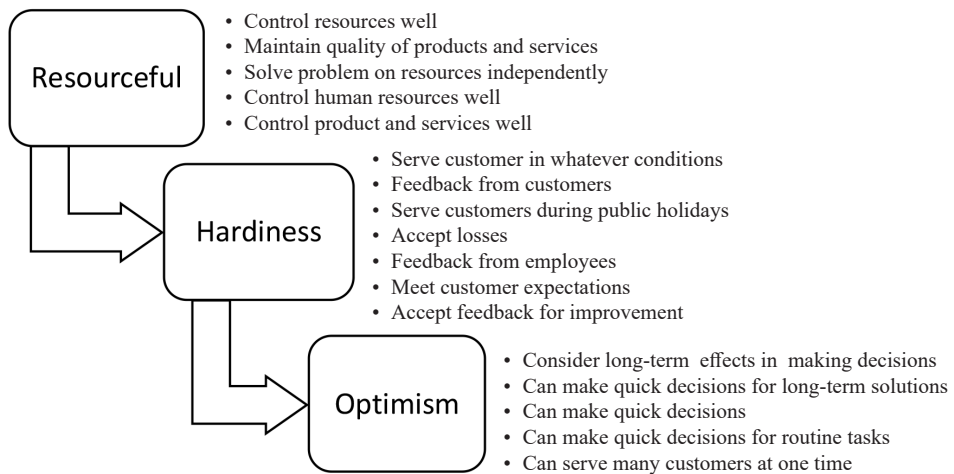 Resourceful
• Control resources well
• Maintain quality of products and services
• Solve problem on resources independently
• Control human resources well
• Control product and services well
Hardiness
• Serve customer in whatever conditions
• Feedback from customers
• Serve customers during public holidays
• Accept losses
• Feedback from employees
• Meet customer expectations
• Accept feedback for improvement
Optimism
• Consider long-term effects in making decisions
• Can make quick decisions for long-term solutions
• Can make quick decisions
• Can make quick decisions for routine tasks
• Can serve many customers at one time